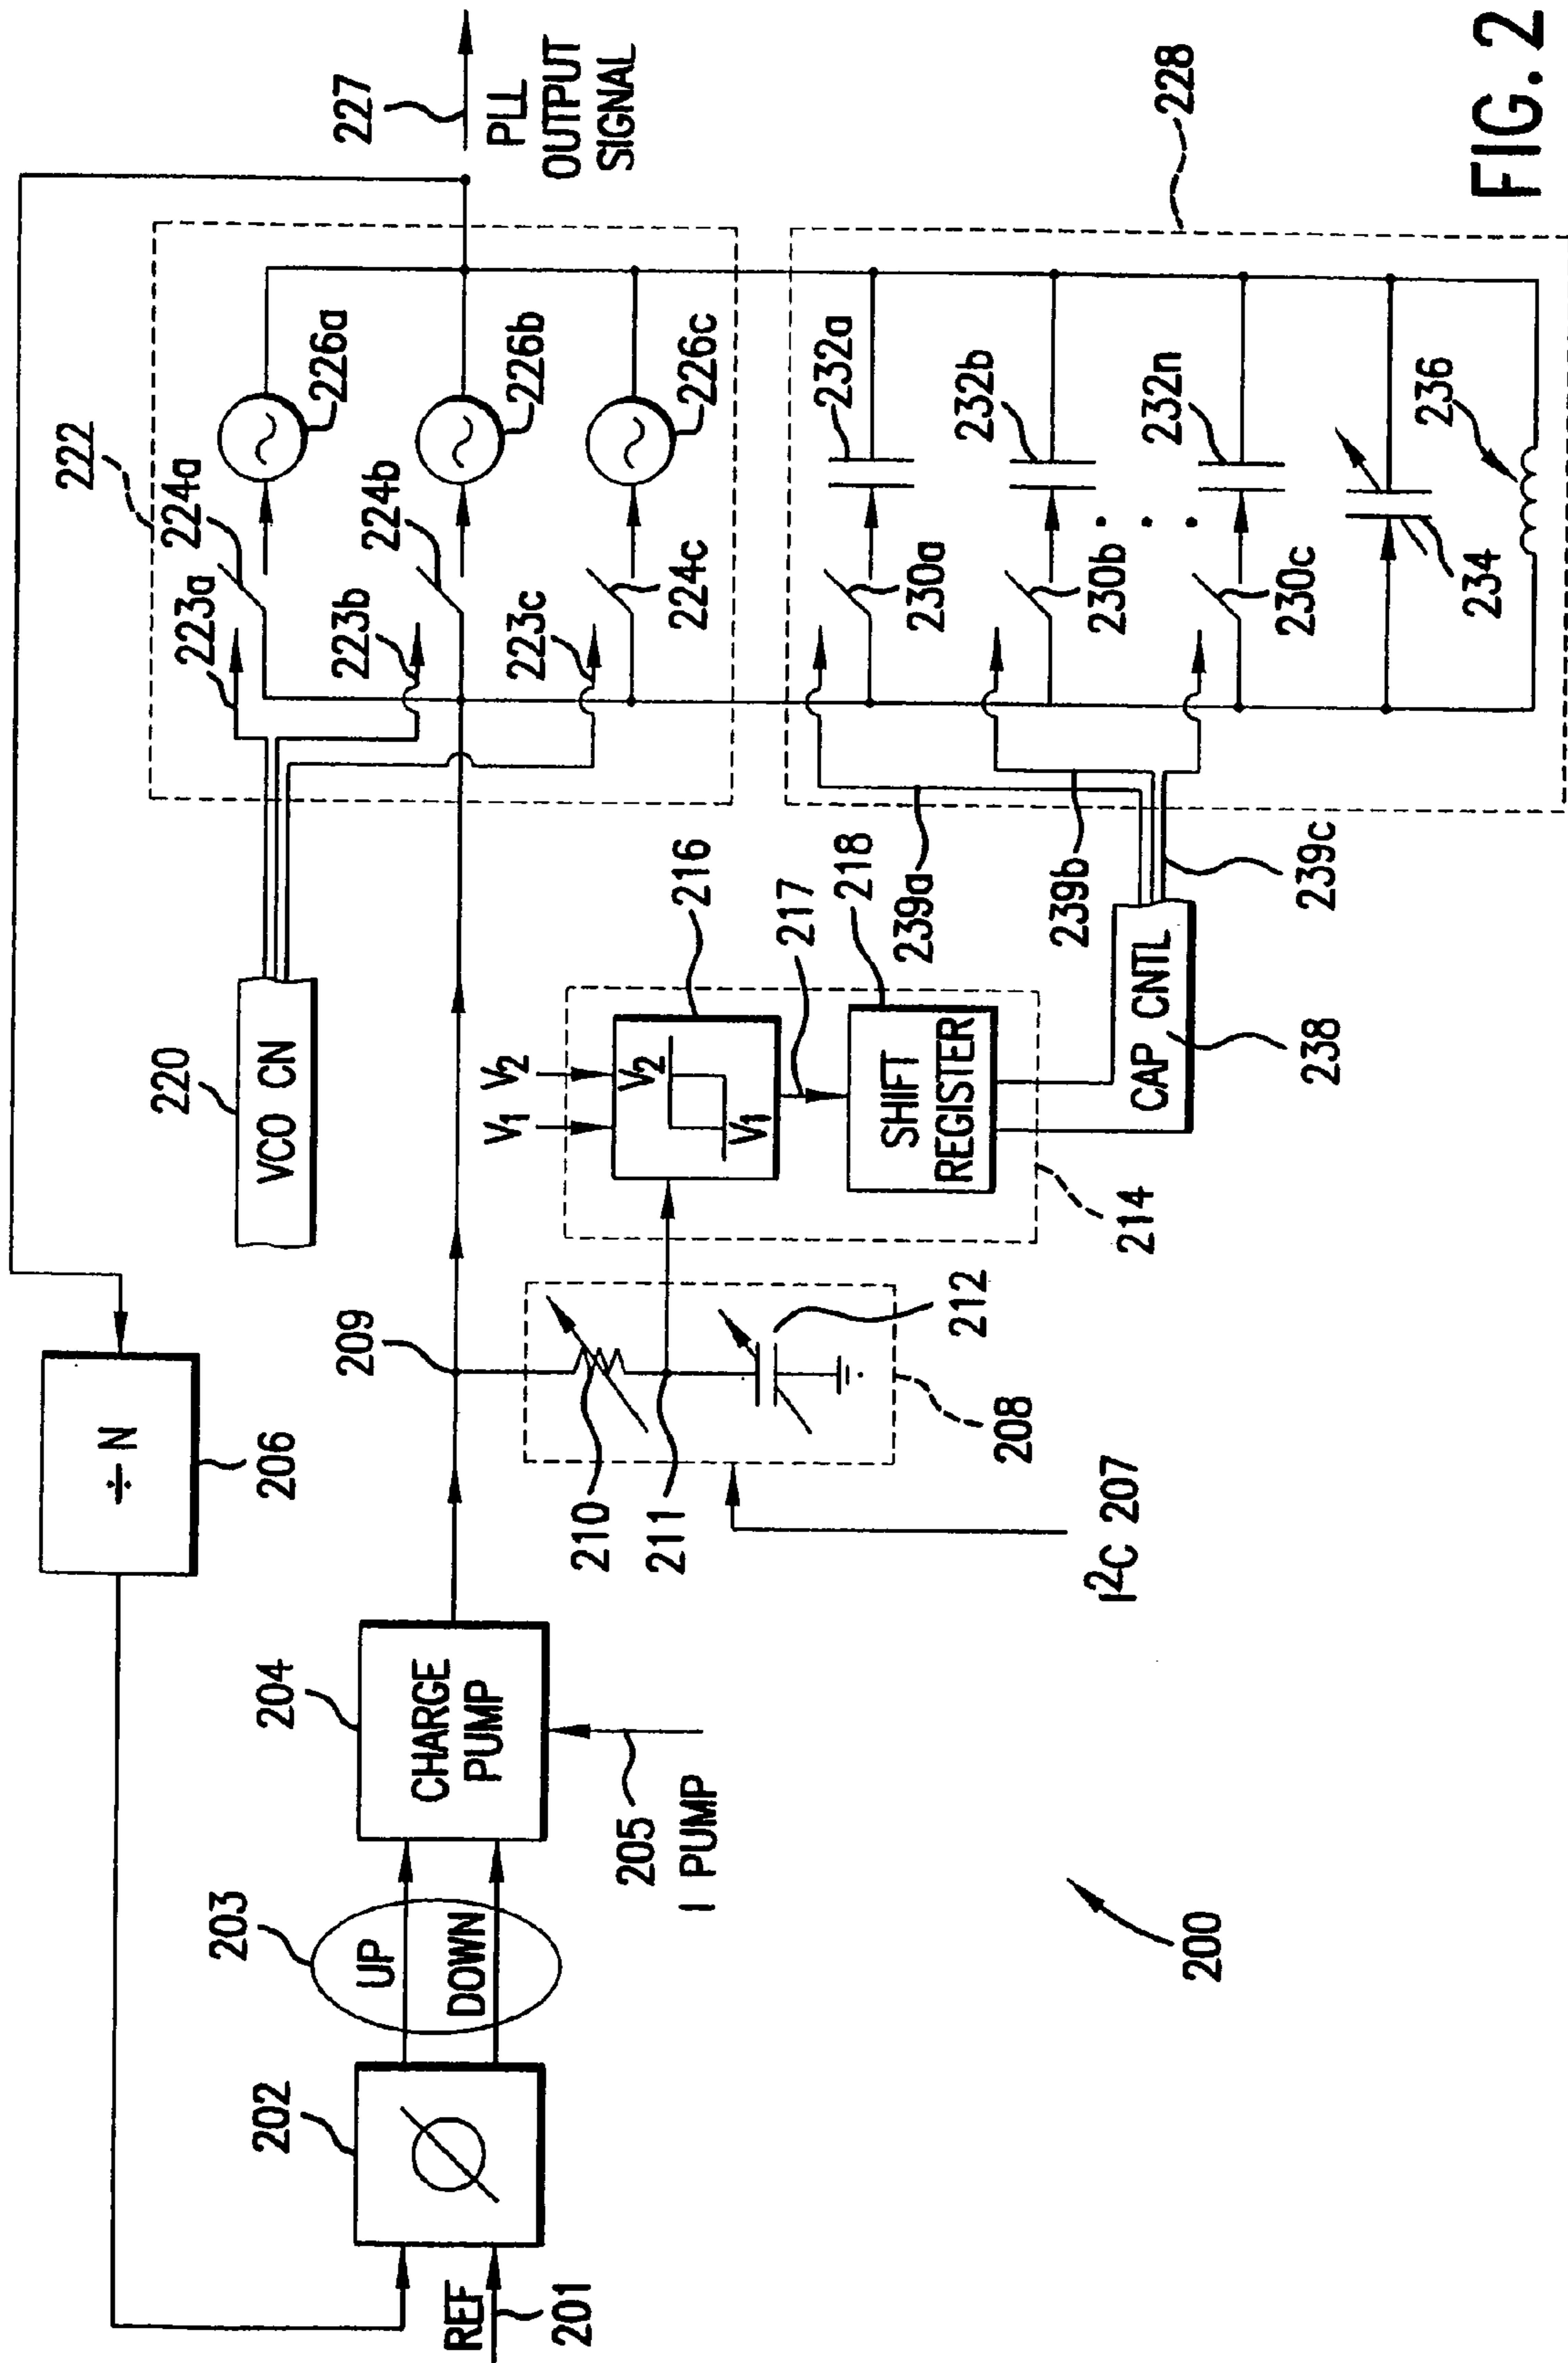 ÷ N
206
227
PLL
OUTPUT
SIGNAL
222
220
VCO CN
223a
224a
226a
223b
224b
226b
223c
224c
226c
202
∅
REF
201
203
UP
DOWN
204
CHARGE
PUMP
205
I PUMP
209
210
211
212
208
I²C 207
V1
V2
V2
V1
216
217
218
SHIFT
REGISTER
214
CAP CNTL
238
239a
239b
239c
228
230a
232a
230b
232b
230c
232n
234
236
200
FIG. 2